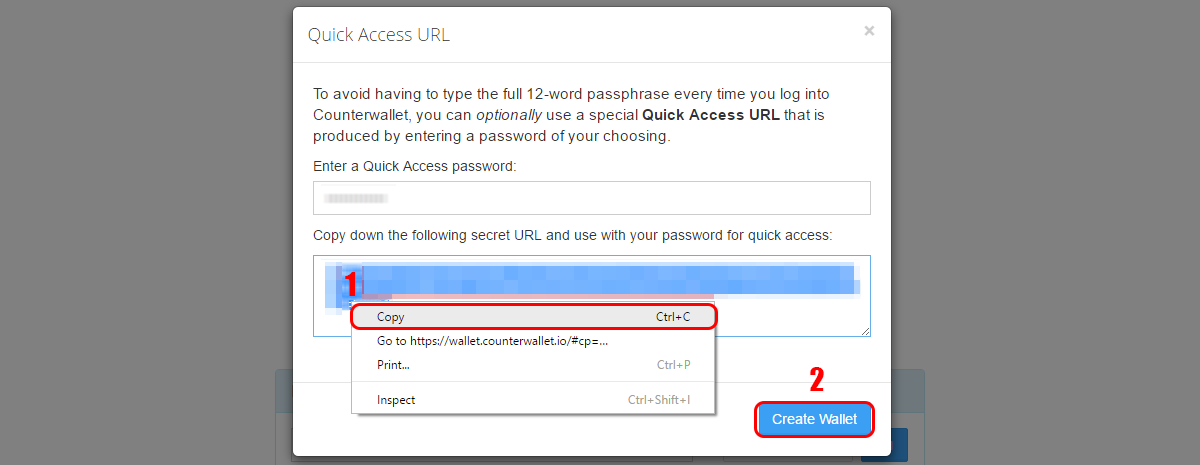 Quick Access URL
×
To avoid having to type the full 12-word passphrase every time you log into
Counterwallet, you can optionally use a special Quick Access URL that is
produced by entering a password of your choosing.
Enter a Quick Access password:
Copy down the following secret URL and use with your password for quick access:
1
Copy Ctrl+C
Go to https://wallet.counterwallet.io/#cp=...
Print... Ctrl+P
Inspect Ctrl+Shift+I
2
Create Wallet